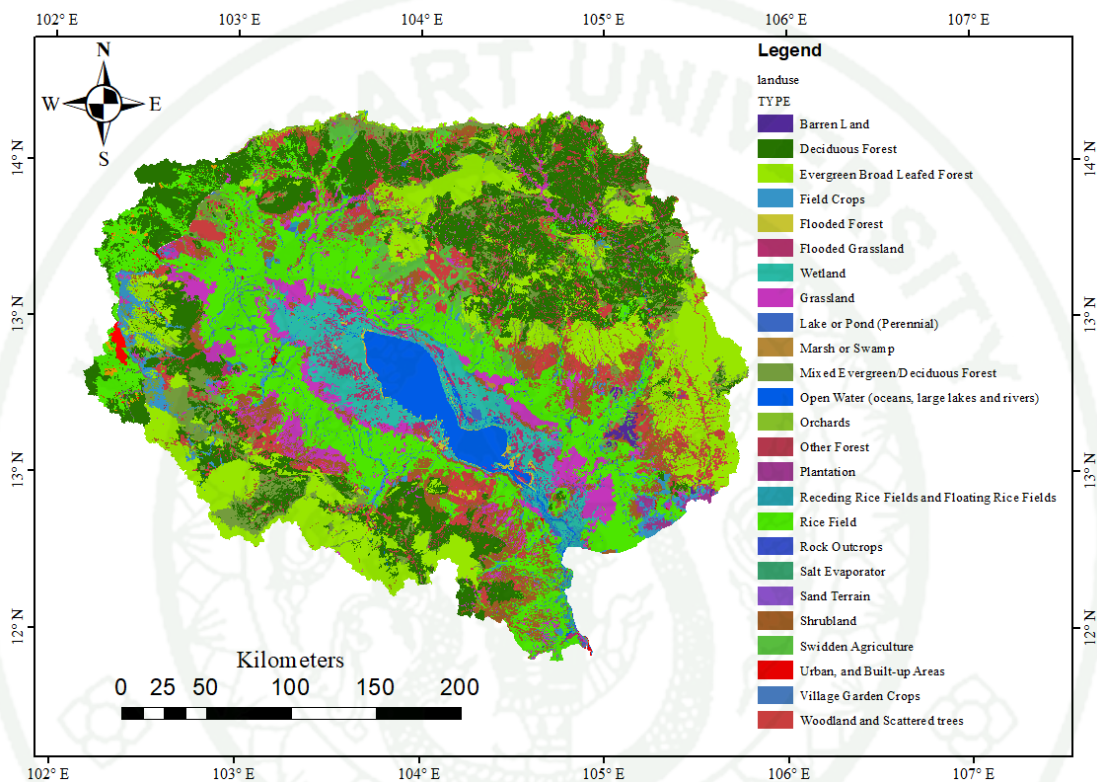 102° E 103° E 104° E 105° E 106° E 107° E
N
W E
S
14° N
13° N
13° N
12° N
14° N
13° N
13° N
12° N
Legend
landuse
TYPE
Barren Land
Deciduous Forest
Evergreen Broad Leafed Forest
Field Crops
Flooded Forest
Flooded Grassland
Wetland
Grassland
Lake or Pond (Perennial)
Marsh or Swamp
Mixed Evergreen/Deciduous Forest
Open Water (oceans, large lakes and rivers)
Orchards
Other Forest
Plantation
Receding Rice Fields and Floating Rice Fields
Rice Field
Rock Outcrops
Salt Evaporator
Sand Terrain
Shrubland
Swidden Agriculture
Urban, and Built-up Areas
Village Garden Crops
Woodland and Scattered trees
Kilometers
0 25 50 100 150 200
102° E 103° E 104° E 105° E 106° E 107° E
UNIVERSITY